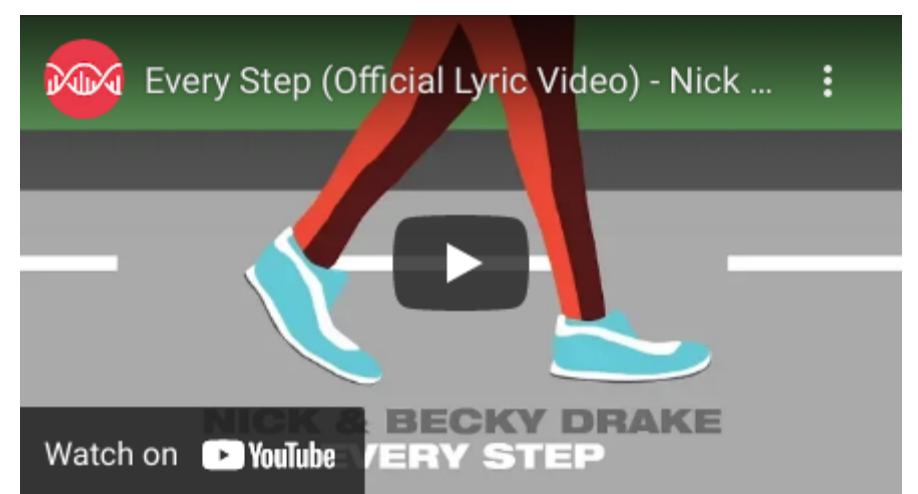 Every Step (Official Lyric Video) - Nick ...
NICK & BECKY DRAKE
EVERY STEP
Watch on YouTube